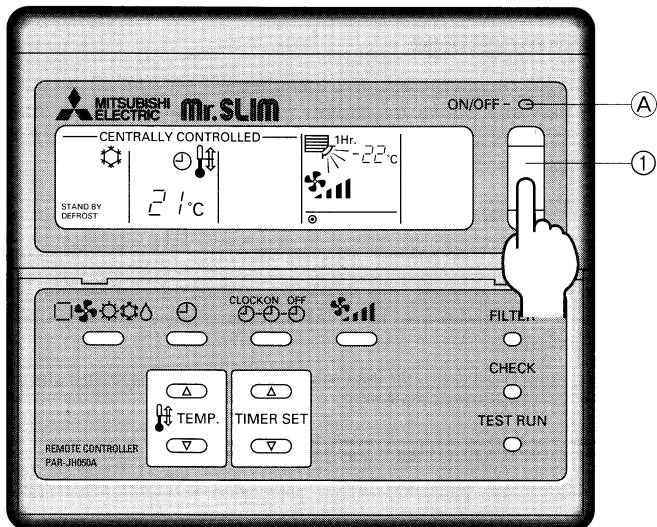 MITSUBISHI
ELECTRIC
Mr.SLIM
ON/OFF
A
CENTRALLY CONTROLLED
1Hr.
-22°C
1
21°C
STAND BY
DEFROST
CLOCK ON OFF
FILTER
CHECK
TEMP.
TIMER SET
TEST RUN
REMOTE CONTROLLER
PAR-JH050A